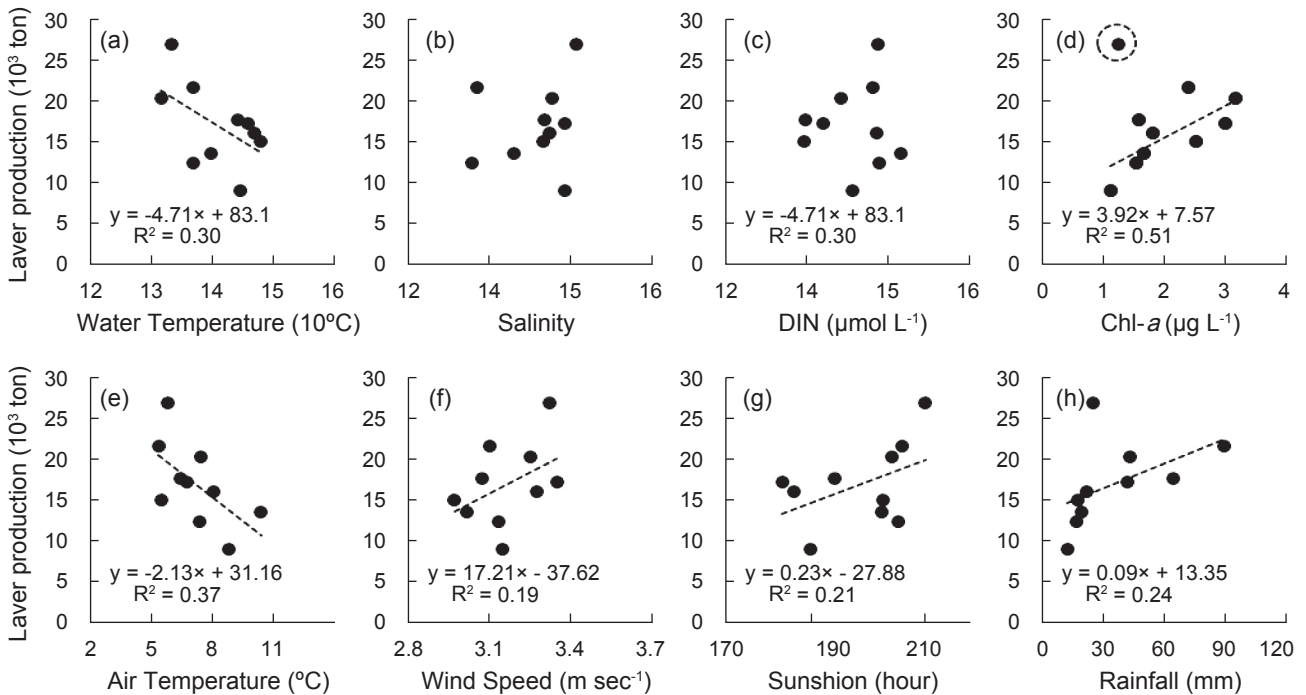 Laver production (10³ ton)
30
25
20
15
10
5
0
(a)
y = -4.71× + 83.1
R² = 0.30
12 13 14 15 16
Water Temperature (10ºC)
30
25
20
15
10
5
0
(b)
12 14 15 16
Salinity
30
25
20
15
10
5
0
(c)
y = -4.71× + 83.1
R² = 0.30
12 14 15 16
DIN (µmol L⁻¹)
30
25
20
15
10
5
0
(d)
y = 3.92× + 7.57
R² = 0.51
0 1 2 3 4
Chl-a (µg L⁻¹)
Laver production (10³ ton)
30
25
20
15
10
5
0
(e)
y = -2.13× + 31.16
R² = 0.37
2 5 8 11
Air Temperature (ºC)
30
25
20
15
10
5
0
(f)
y = 17.21× - 37.62
R² = 0.19
2.8 3.1 3.4 3.7
Wind Speed (m sec⁻¹)
30
25
20
15
10
5
0
(g)
y = 0.23× - 27.88
R² = 0.21
170 190 210
Sunshion (hour)
30
25
20
15
10
5
0
(h)
y = 0.09× + 13.35
R² = 0.24
0 30 60 90 120
Rainfall (mm)